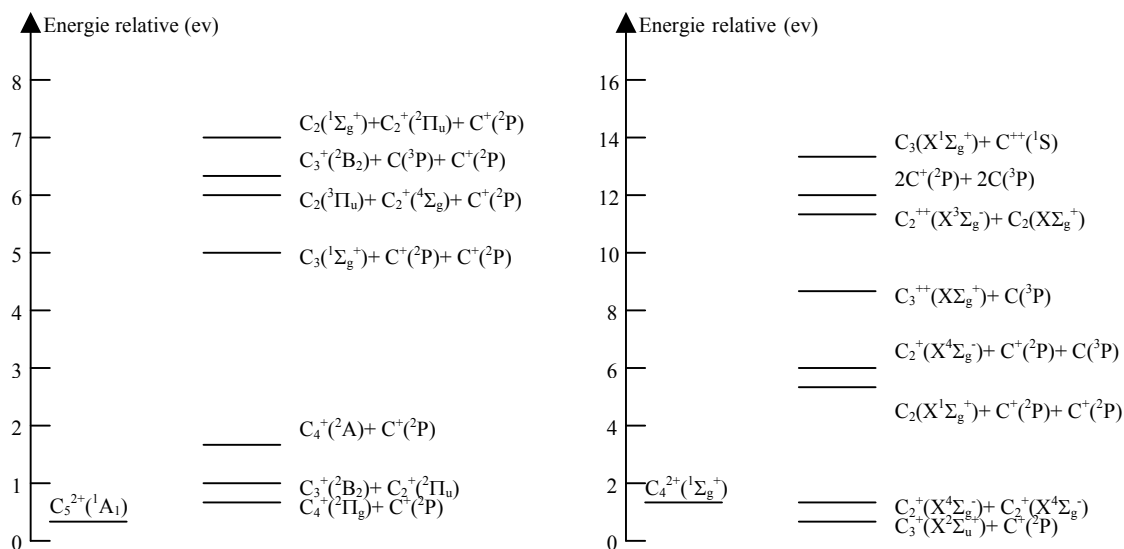 Energie relative (ev)
8
C₂(¹Σg⁺)+C₂⁺(²Πu)+ C⁺(²P)
7
C₃⁺(²B₂)+ C(³P)+ C⁺(²P)
6
C₂(³Πu)+ C₂⁺(⁴Σg)+ C⁺(²P)
5
C₃(¹Σg⁺)+ C⁺(²P)+ C⁺(²P)
4
3
2
C₄⁺(²A)+ C⁺(²P)
1
C₃⁺(²B₂)+ C₂⁺(²Πu)
C₄⁺(²Πg)+ C⁺(²P)
C₅²⁺(¹A₁)
0
Energie relative (ev)
16
14
C₃(X¹Σg⁺)+ C⁺⁺(¹S)
2C⁺(²P)+ 2C(³P)
12
C₂⁺⁺(X³Σg⁻)+ C₂(XΣg⁺)
10
C₃⁺⁺(XΣg⁺)+ C(³P)
8
C₂⁺(X⁴Σg⁻)+ C⁺(²P)+ C(³P)
6
C₂(X¹Σg⁺)+ C⁺(²P)+ C⁺(²P)
4
2
C₄²⁺(¹Σg⁺)
C₂⁺(X⁴Σg⁻)+ C₂⁺(X⁴Σg⁻)
C₃⁺(X²Σu⁺)+ C⁺(²P)
0